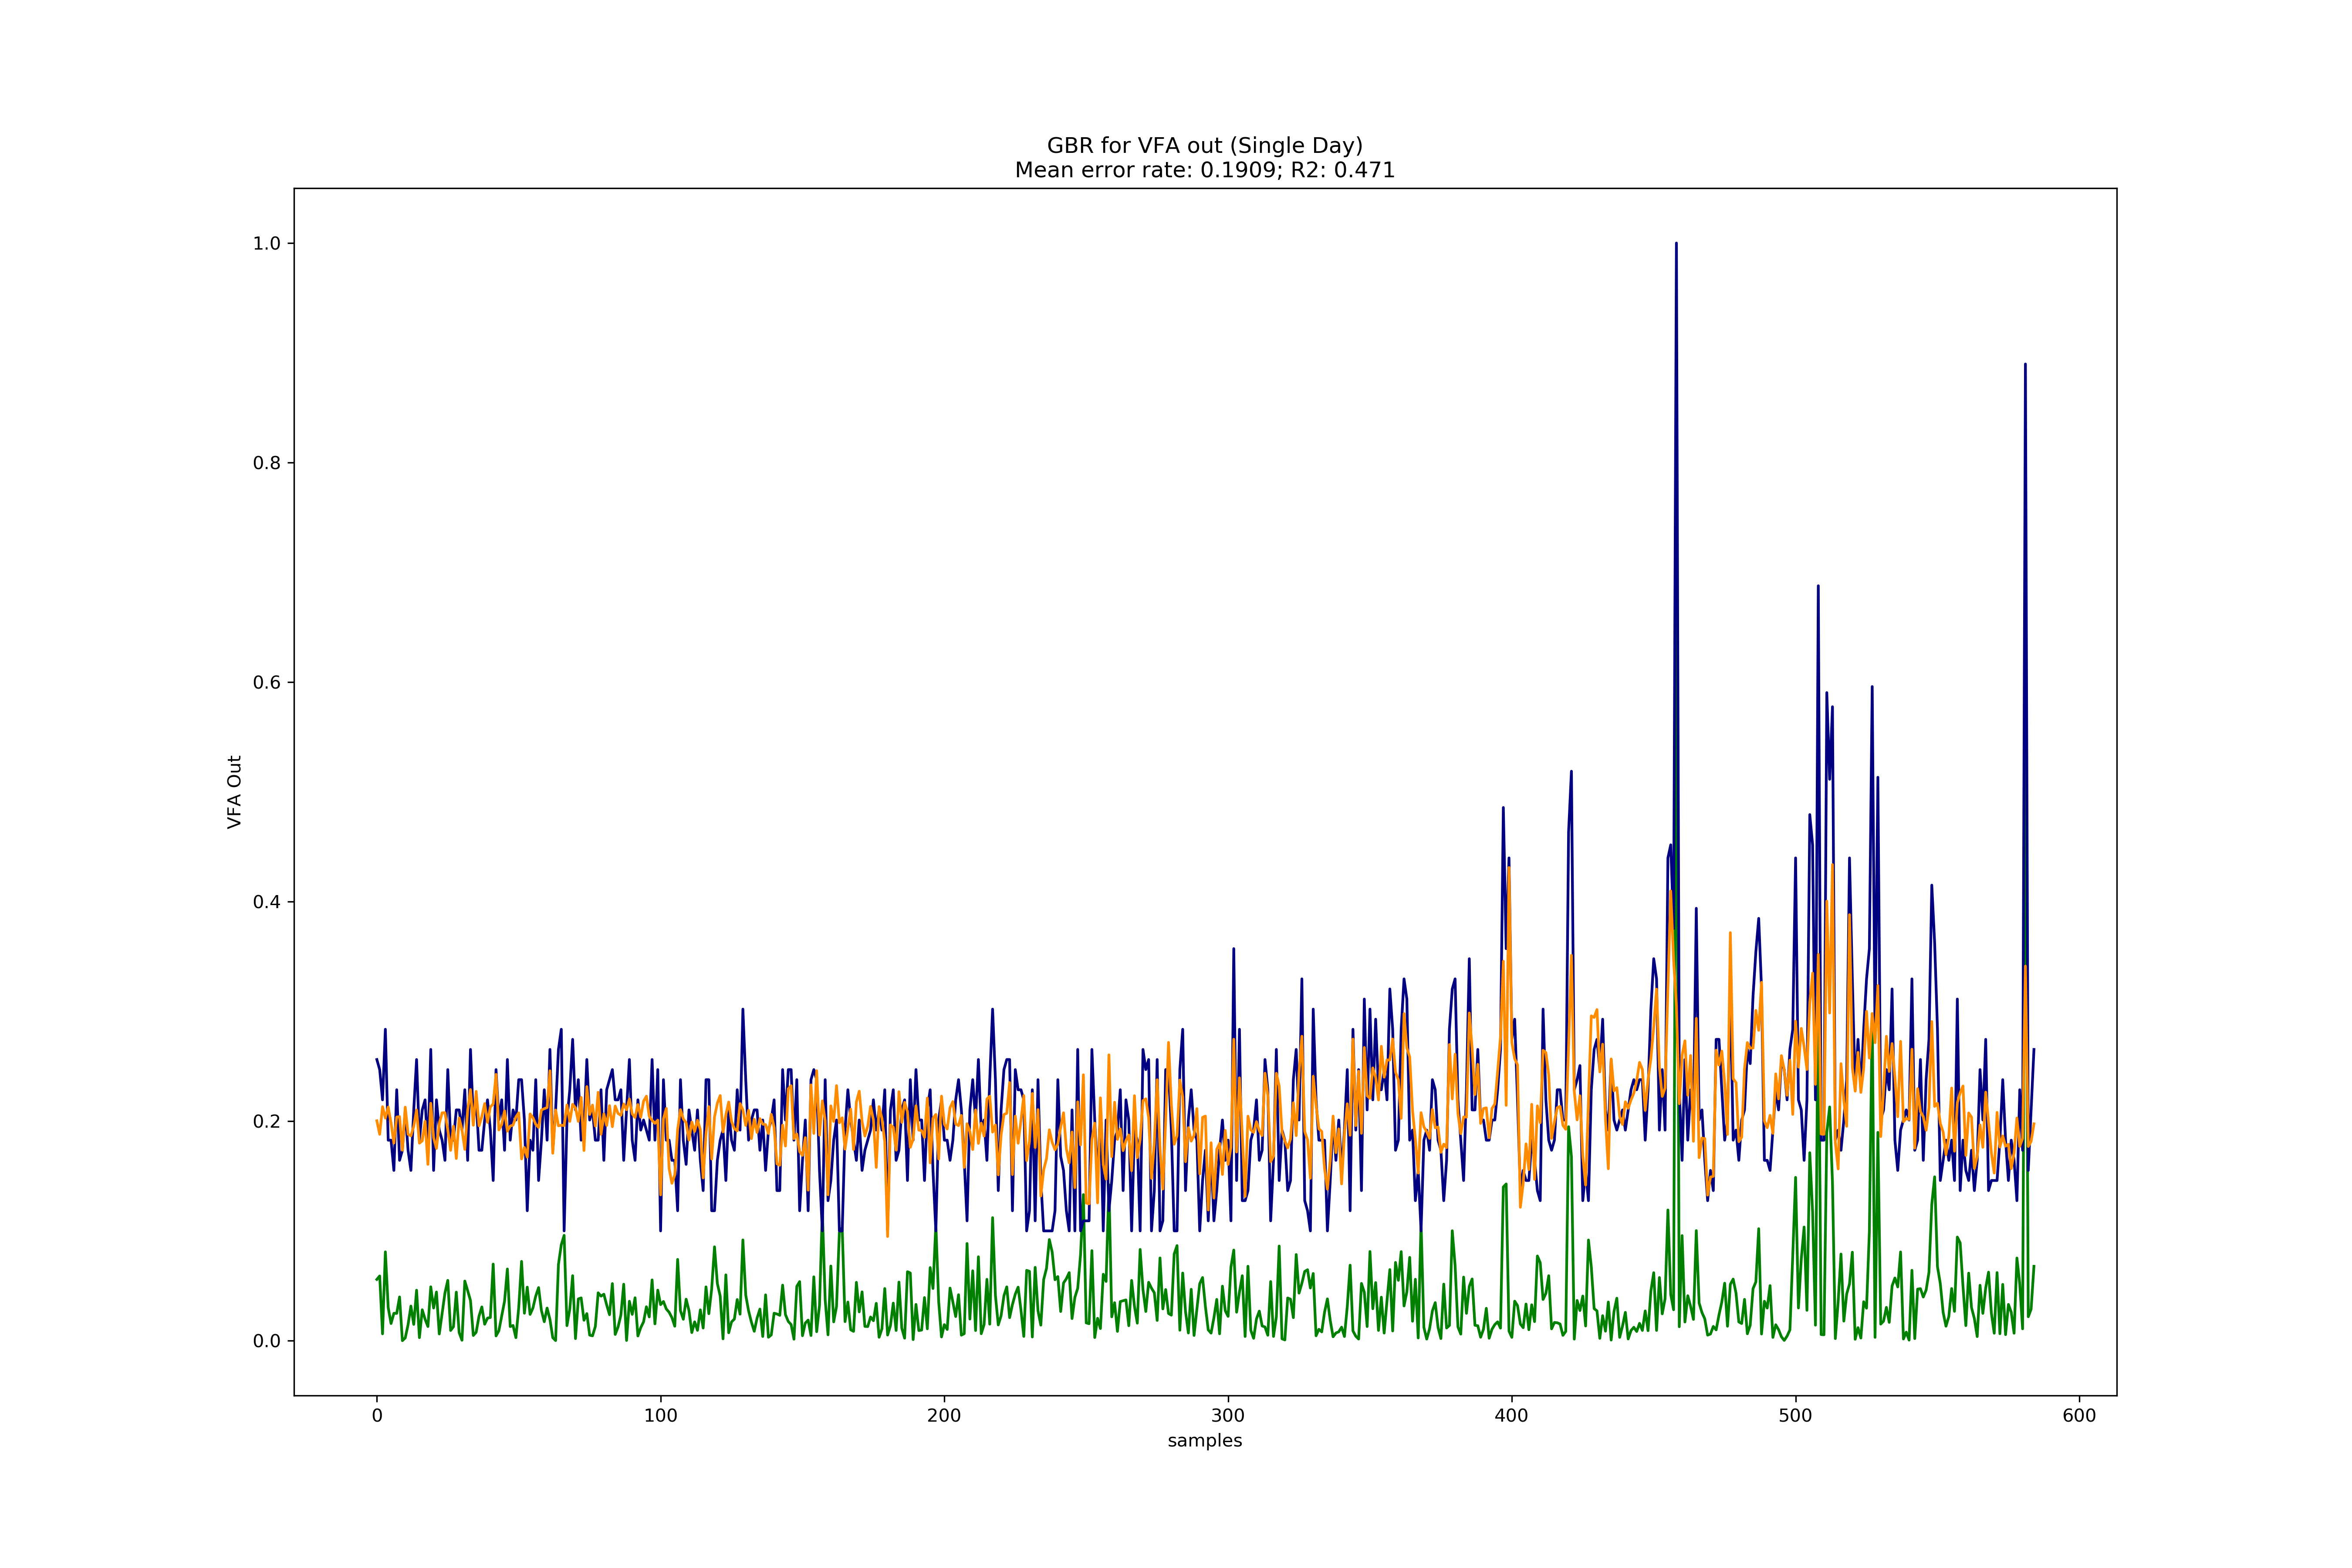 GBR for VFA out (Single Day)
Mean error rate: 0.1909; R2: 0.471
1.0
0.8
0.6
0.4
0.2
0.0
VFA Out
0 100 200 300 400 500 600
samples